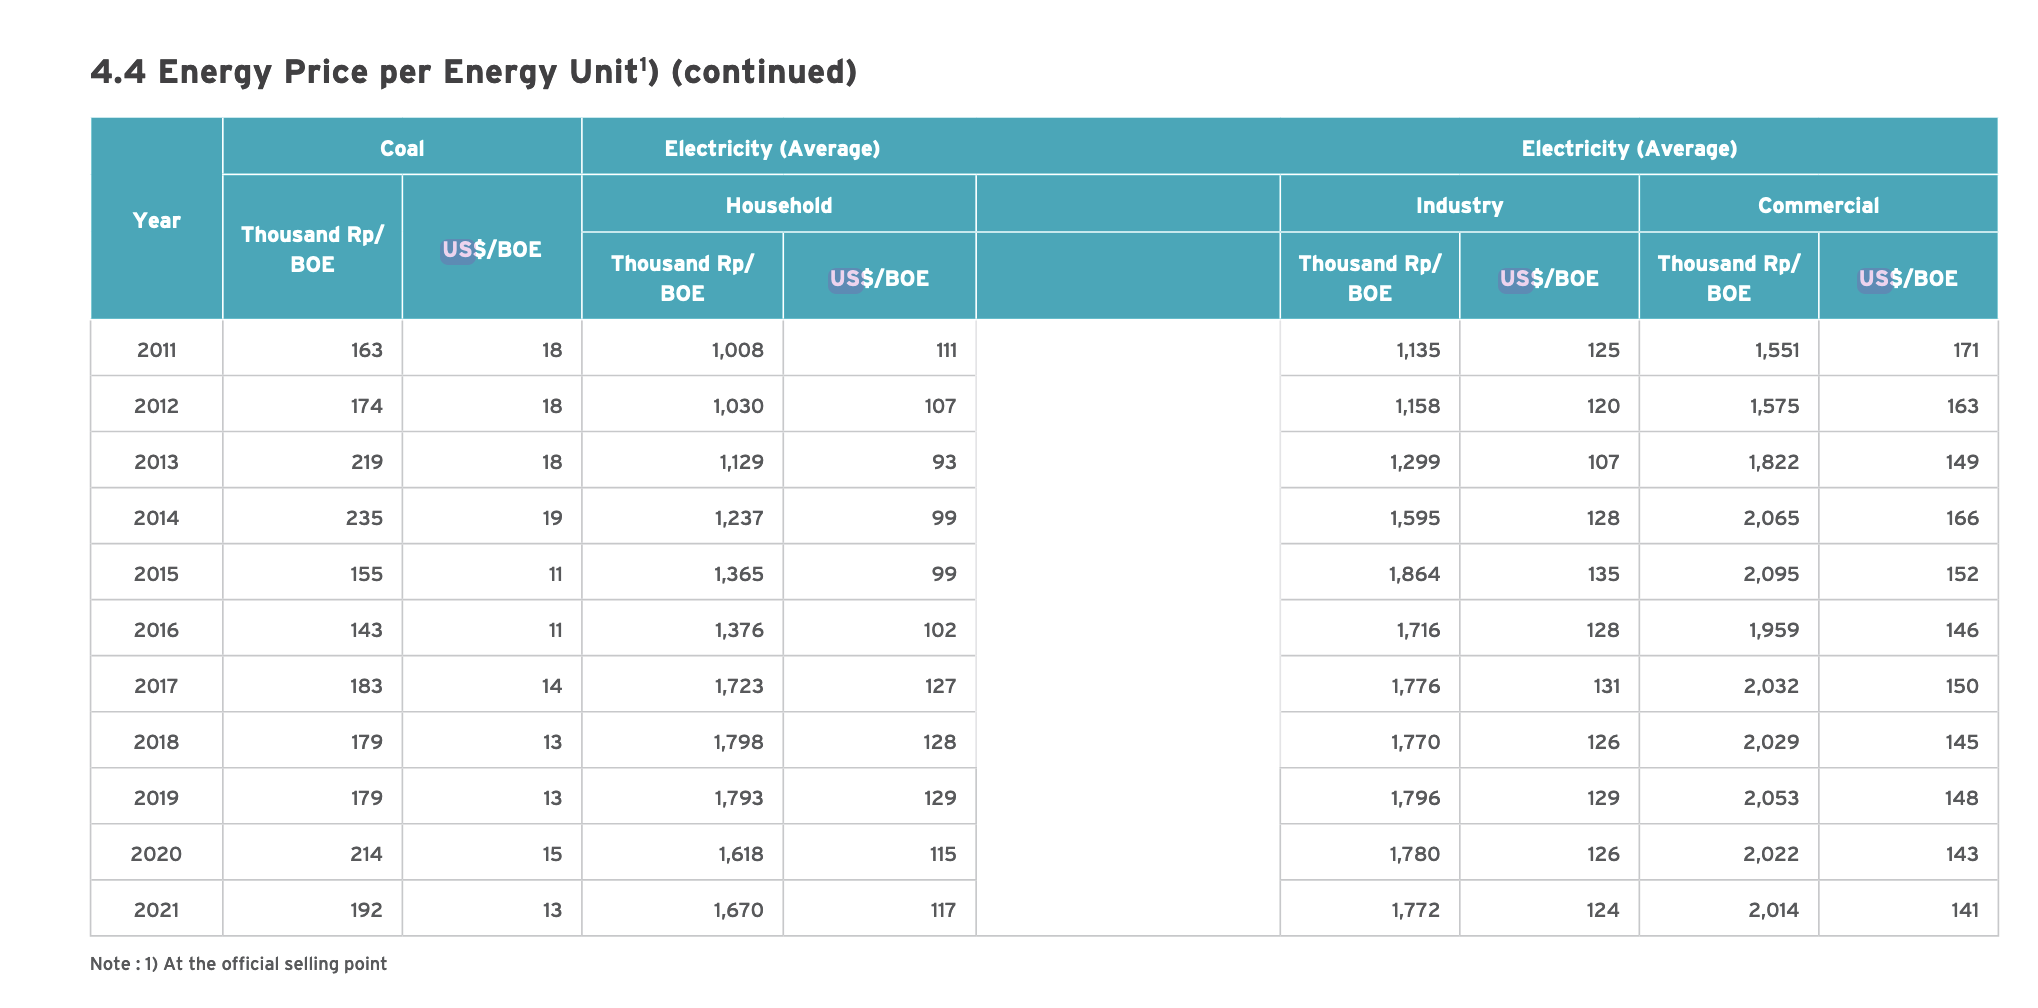 4.4 Energy Price per Energy Unit¹) (continued)
Year Coal Electricity (Average) Electricity (Average)
Household Industry Commercial
Thousand Rp/ BOE US$/BOE Thousand Rp/ BOE US$/BOE Thousand Rp/ BOE US$/BOE Thousand Rp/ BOE US$/BOE
2011 163 18 1,008 111 1,135 125 1,551 171
2012 174 18 1,030 107 1,158 120 1,575 163
2013 219 18 1,129 93 1,299 107 1,822 149
2014 235 19 1,237 99 1,595 128 2,065 166
2015 155 11 1,365 99 1,864 135 2,095 152
2016 143 11 1,376 102 1,716 128 1,959 146
2017 183 14 1,723 127 1,776 131 2,032 150
2018 179 13 1,798 128 1,770 126 2,029 145
2019 179 13 1,793 129 1,796 129 2,053 148
2020 214 15 1,618 115 1,780 126 2,022 143
2021 192 13 1,670 117 1,772 124 2,014 141
Note : 1) At the official selling point